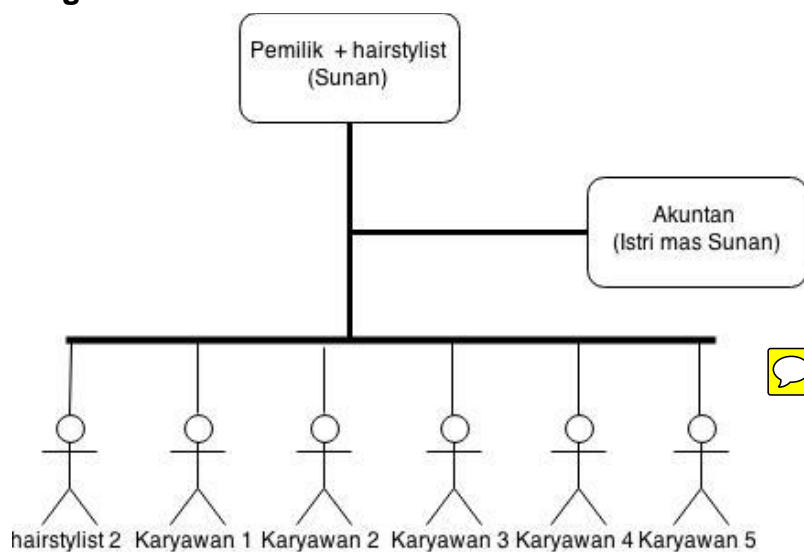 Pemilik + hairstylist
(Sunan)
Akuntan
(Istri mas Sunan)
hairstylist 2 Karyawan 1 Karyawan 2 Karyawan 3 Karyawan 4 Karyawan 5